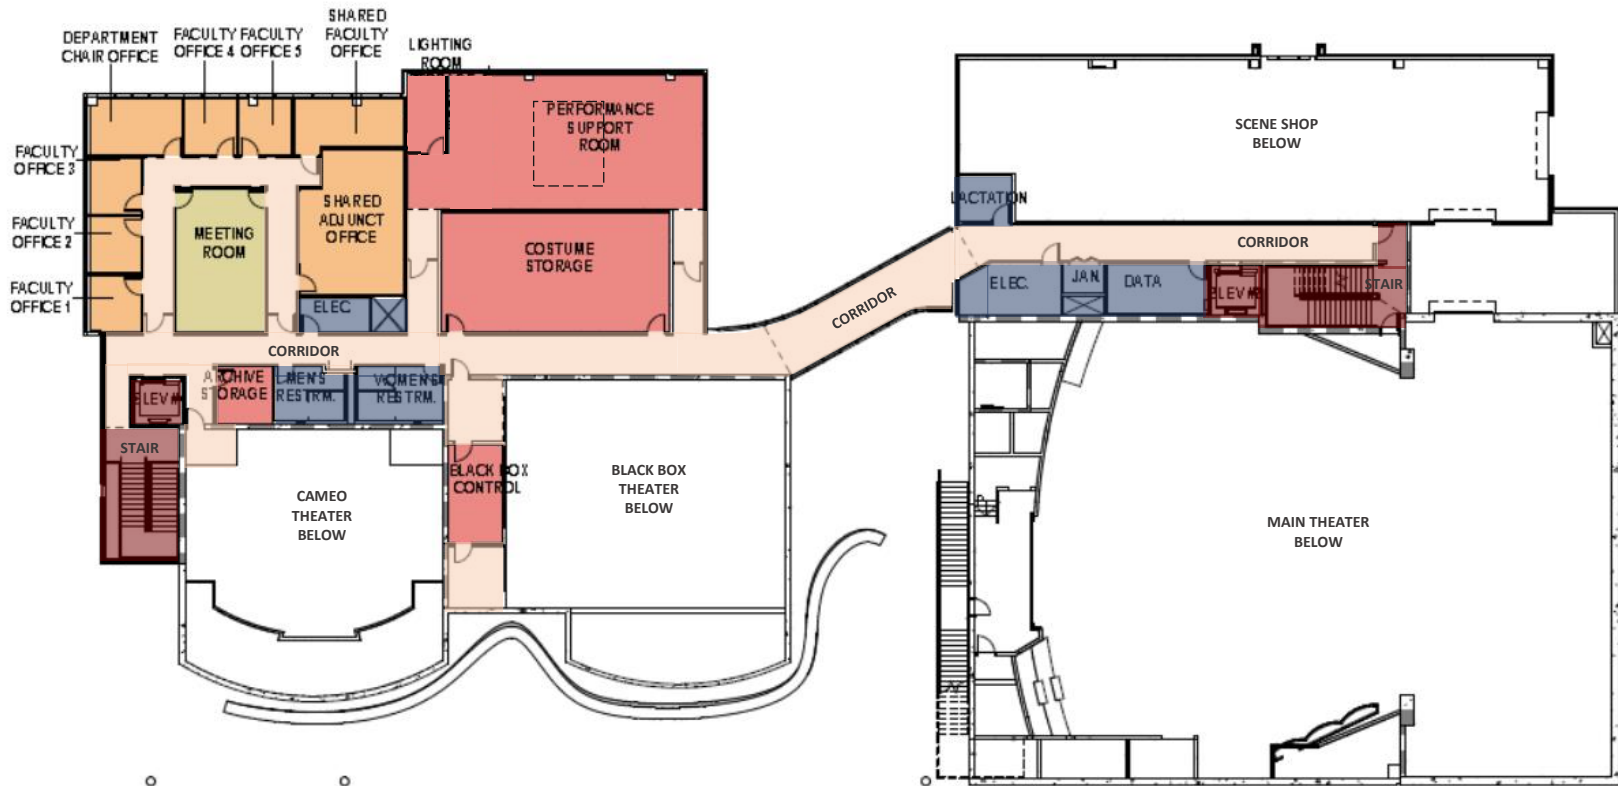 DEPARTMENT
CHAIR OFFICE
FACULTY
OFFICE 4
FACULTY
OFFICE 5
SHARED
FACULTY
OFFICE
LIGHTING
ROOM
PERFORMANCE
SUPPORT
ROOM
SCENE SHOP
BELOW
FACULTY
OFFICE 3
FACULTY
OFFICE 2
FACULTY
OFFICE 1
MEETING
ROOM
SHARED
ADJUNCT
OFFICE
COSTUME
STORAGE
LACTATION
CORRIDOR
ELEC.
JAN.
DATA
ELEV#
STAIR
ELEC.
CORRIDOR
CORRIDOR
ARCHIVE
STORAGE
MEN'S
RESTRM.
WOMEN'S
RESTRM.
ELEV#
STAIR
CAMEO
THEATER
BELOW
BLACK BOX
CONTROL
BLACK BOX
THEATER
BELOW
MAIN THEATER
BELOW